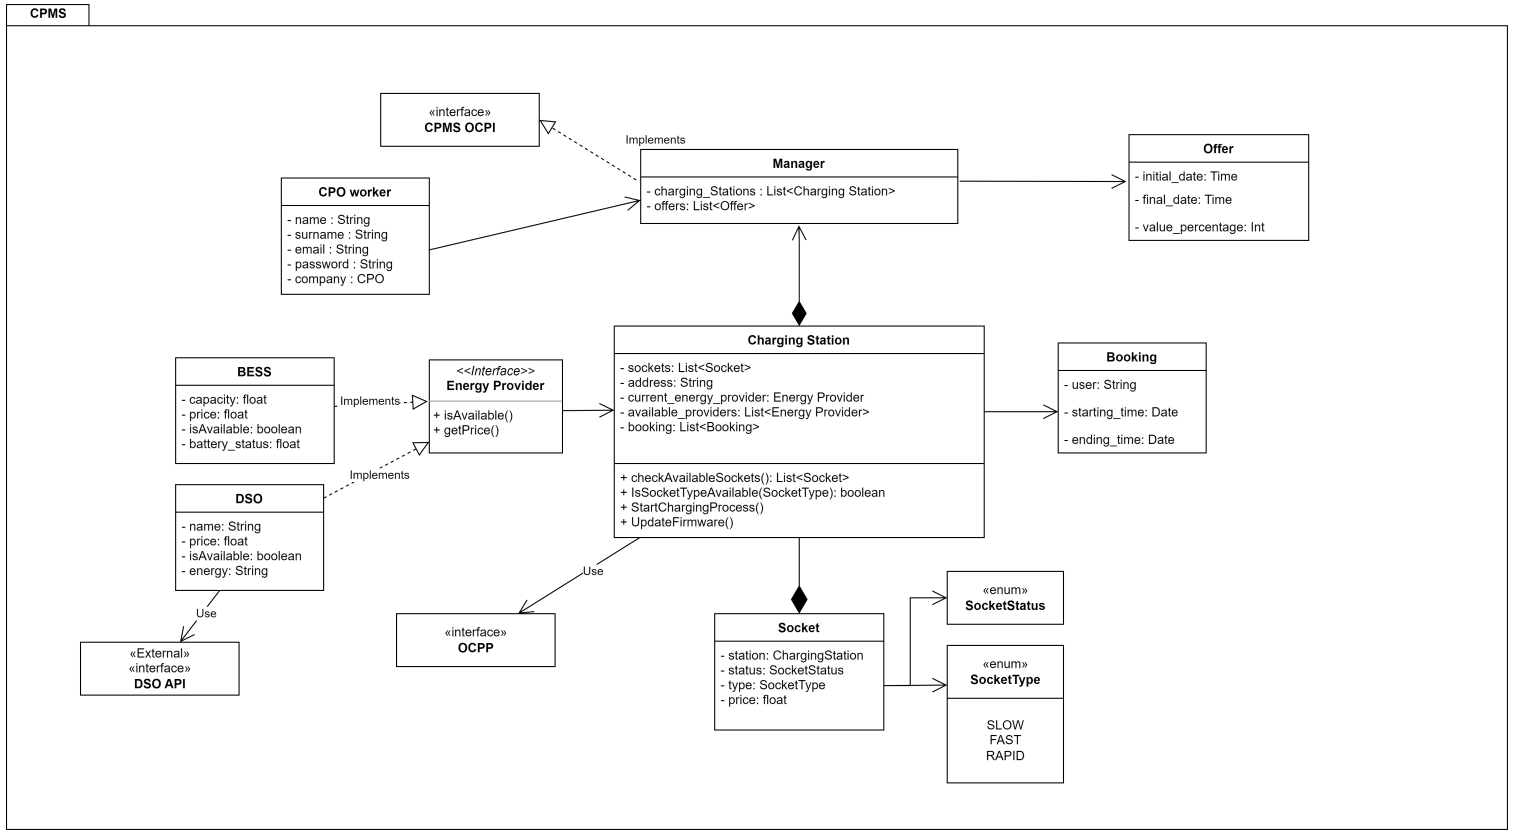 CPMS
«interface»
CPMS OCPI
Implements
Manager
- charging_Stations : List<Charging Station>
- offers: List<Offer>
Offer
- initial_date: Time
- final_date: Time
- value_percentage: Int
CPO worker
- name : String
- surname : String
- email : String
- password : String
- company : CPO
Charging Station
- sockets: List<Socket>
- address: String
- current_energy_provider: Energy Provider
- available_providers: List<Energy Provider>
- booking: List<Booking>
+ checkAvailableSockets(): List<Socket>
+ IsSocketTypeAvailable(SocketType): boolean
+ StartChargingProcess()
+ UpdateFirmware()
Booking
- user: String
- starting_time: Date
- ending_time: Date
BESS
- capacity: float
- price: float
- isAvailable: boolean
- battery_status: float
Implements
<<Interface>>
Energy Provider
+ isAvailable()
+ getPrice()
Implements
DSO
- name: String
- price: float
- isAvailable: boolean
- energy: String
Use
«External»
«interface»
DSO API
Use
«interface»
OCPP
Socket
- station: ChargingStation
- status: SocketStatus
- type: SocketType
- price: float
«enum»
SocketStatus
«enum»
SocketType
SLOW
FAST
RAPID